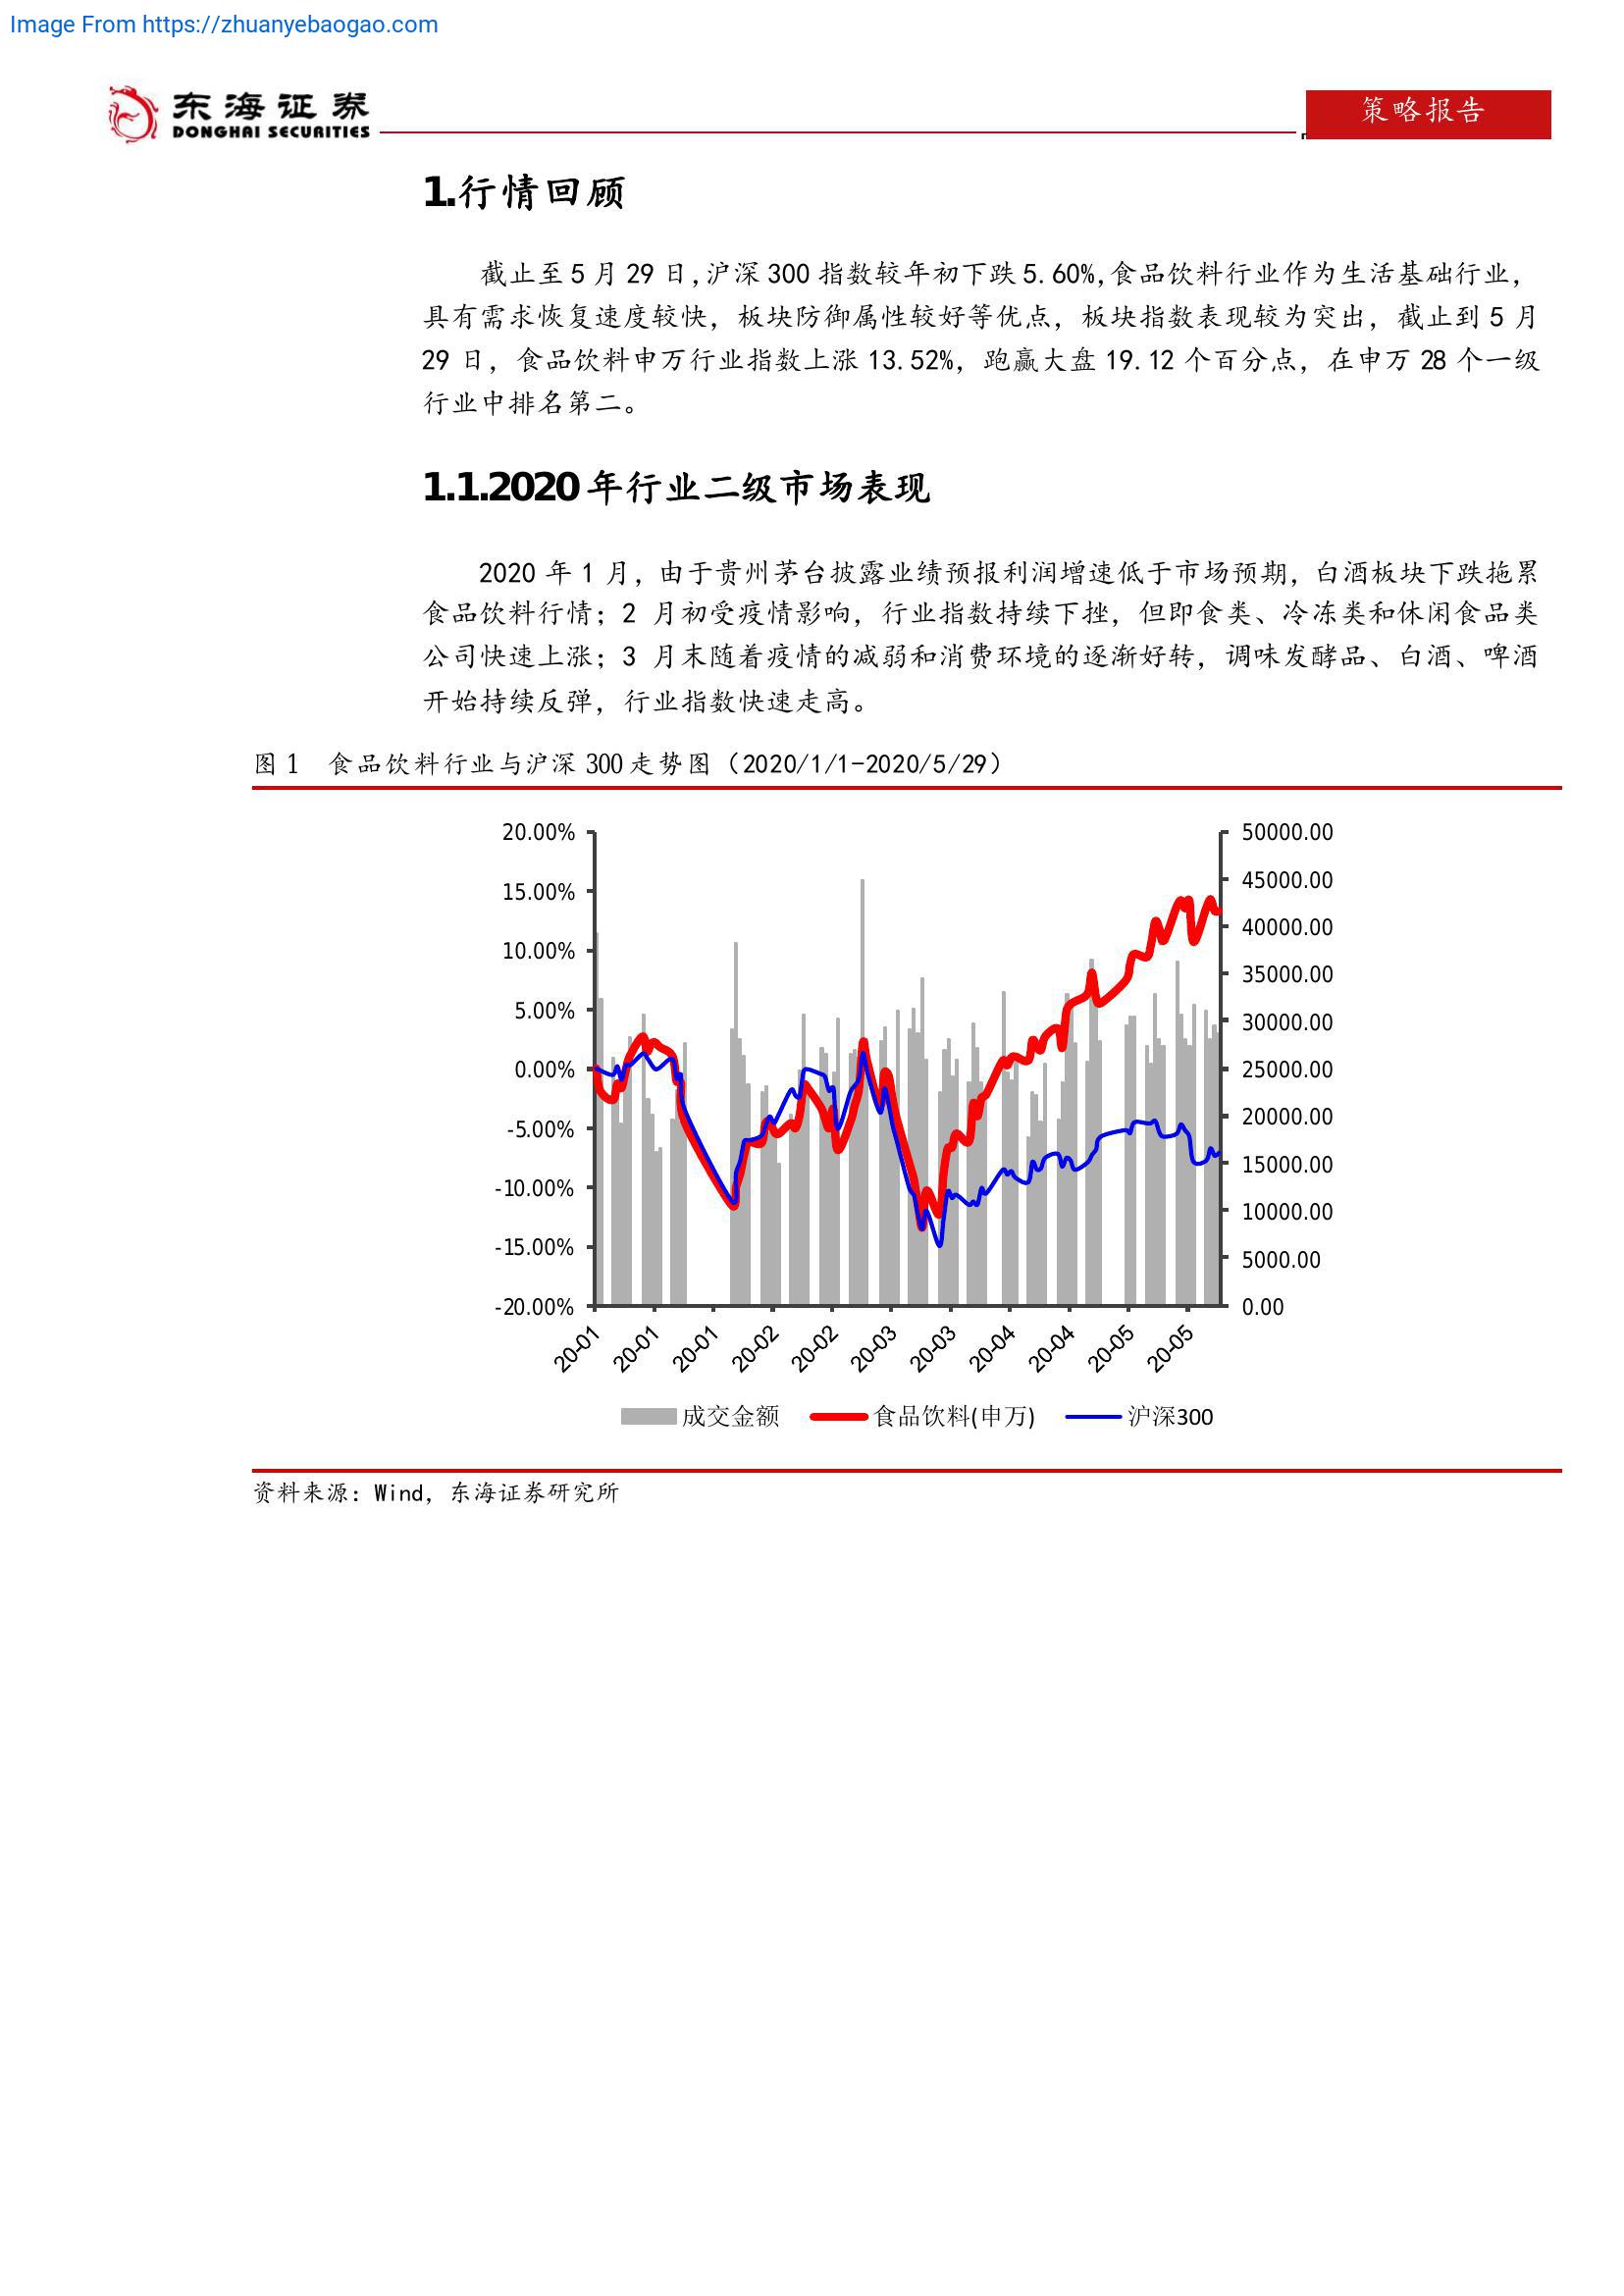 Image From https://zhuanyebaogao.com
东海证券
DONGHAI SECURITIES
策略报告
1.行情回顾
截止至5月29日,沪深300指数较年初下跌5.60%,食品饮料行业作为生活基础行业，
具有需求恢复速度较快，板块防御属性较好等优点，板块指数表现较为突出，截止到5月
29日，食品饮料申万行业指数上涨13.52%，跑赢大盘19.12个百分点，在申万28个一级
行业中排名第二。
1.1.2020年行业二级市场表现
2020年1月，由于贵州茅台披露业绩预报利润增速低于市场预期，白酒板块下跌拖累
食品饮料行情；2 月初受疫情影响，行业指数持续下挫，但即食类、冷冻类和休闲食品类
公司快速上涨；3 月末随着疫情的减弱和消费环境的逐渐好转，调味发酵品、白酒、啤酒
开始持续反弹，行业指数快速走高。
图1 食品饮料行业与沪深300走势图（2020/1/1-2020/5/29）
20.00% 50000.00
15.00% 45000.00
10.00% 40000.00
5.00% 35000.00
0.00% 30000.00
-5.00% 25000.00
-10.00% 20000.00
-15.00% 15000.00
-20.00% 10000.00
5000.00
0.00
20-01 20-01 20-01 20-02 20-02 20-03 20-03 20-04 20-04 20-05 20-05
成交金额 食品饮料(申万) 沪深300
资料来源：Wind，东海证券研究所